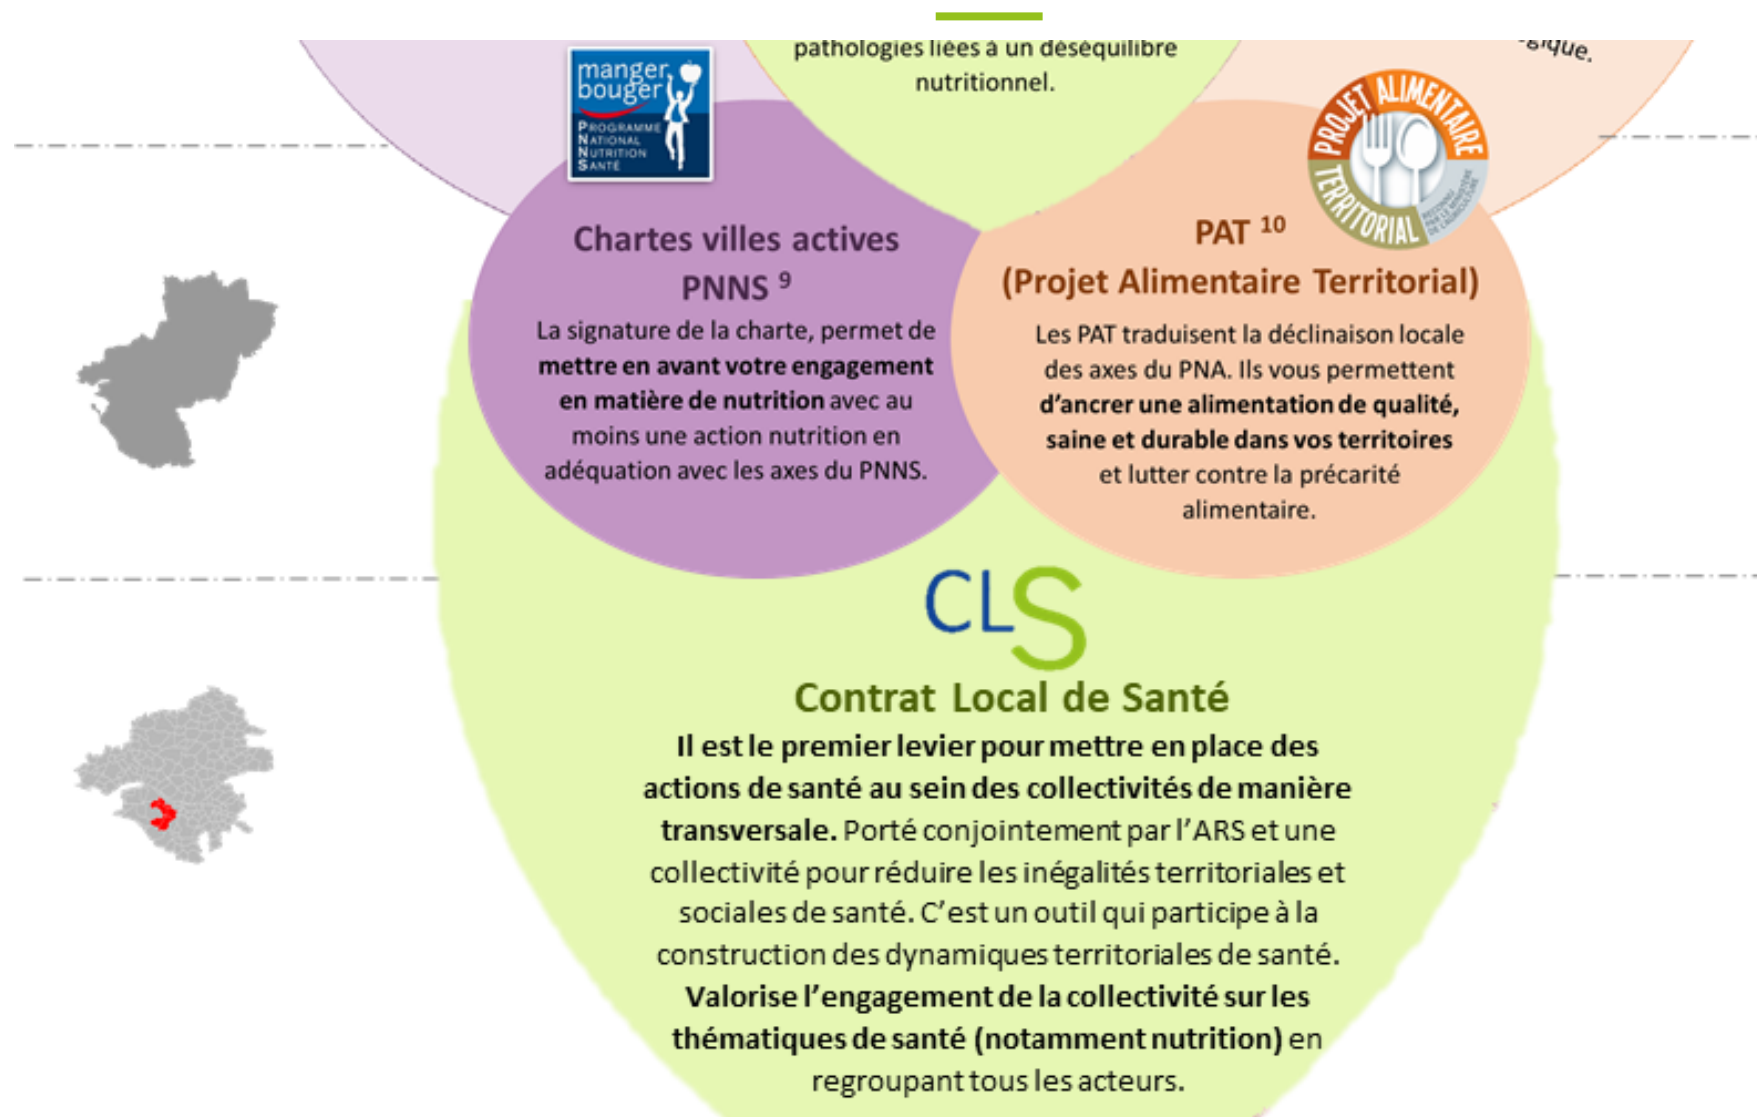 pathologies liées à un déséquilibre
nutritionnel.
manger
bouger
PROGRAMME
NATIONAL
NUTRITION
SANTÉ
PROJET ALIMENTAIRE
TERRITORIAL
RECONNU
PAR LE MINISTÈRE
DE L'AGRICULTURE
Chartes villes actives
PNNS 9
La signature de la charte, permet de
mettre en avant votre engagement
en matière de nutrition avec au
moins une action nutrition en
adéquation avec les axes du PNNS.
PAT 10
(Projet Alimentaire Territorial)
Les PAT traduisent la déclinaison locale
des axes du PNA. Ils vous permettent
d’ancrer une alimentation de qualité,
saine et durable dans vos territoires
et lutter contre la précarité
alimentaire.
CLS
Contrat Local de Santé
Il est le premier levier pour mettre en place des
actions de santé au sein des collectivités de manière
transversale. Porté conjointement par l’ARS et une
collectivité pour réduire les inégalités territoriales et
sociales de santé. C’est un outil qui participe à la
construction des dynamiques territoriales de santé.
Valorise l’engagement de la collectivité sur les
thématiques de santé (notamment nutrition) en
regroupant tous les acteurs.